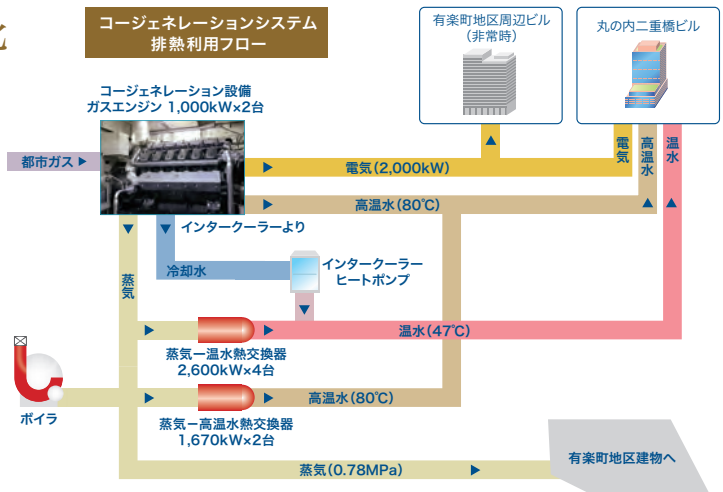 化
コージェネレーションシステム
排熱利用フロー
有楽町地区周辺ビル
(非常時)
丸の内二重橋ビル
コージェネレーション設備
ガスエンジン 1,000kW×2台
都市ガス
電気(2,000kW)
電気
高温水
温水
高温水(80℃)
インタークーラーより
冷却水
インタークーラー
ヒートポンプ
蒸気
温水(47℃)
蒸気ー温水熱交換器
2,600kW×4台
ボイラ
高温水(80℃)
蒸気ー高温水熱交換器
1,670kW×2台
有楽町地区建物へ
蒸気(0.78MPa)